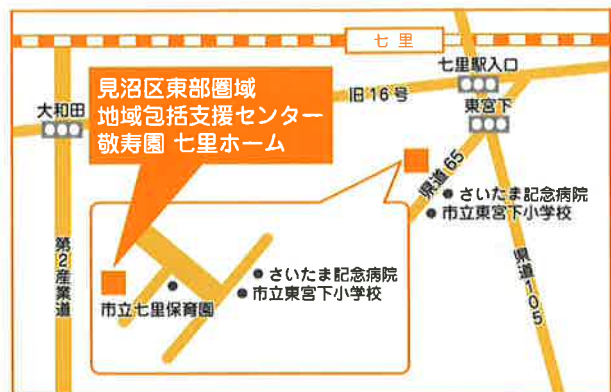 七里
七里駅入口
見沼区東部圏域
地域包括支援センター
敬寿園 七里ホーム
旧16号
大和田
東宮下
県道65
さいたま記念病院
市立東宮下小学校
第2産業道
県道105
さいたま記念病院
市立東宮下小学校
市立七里保育園